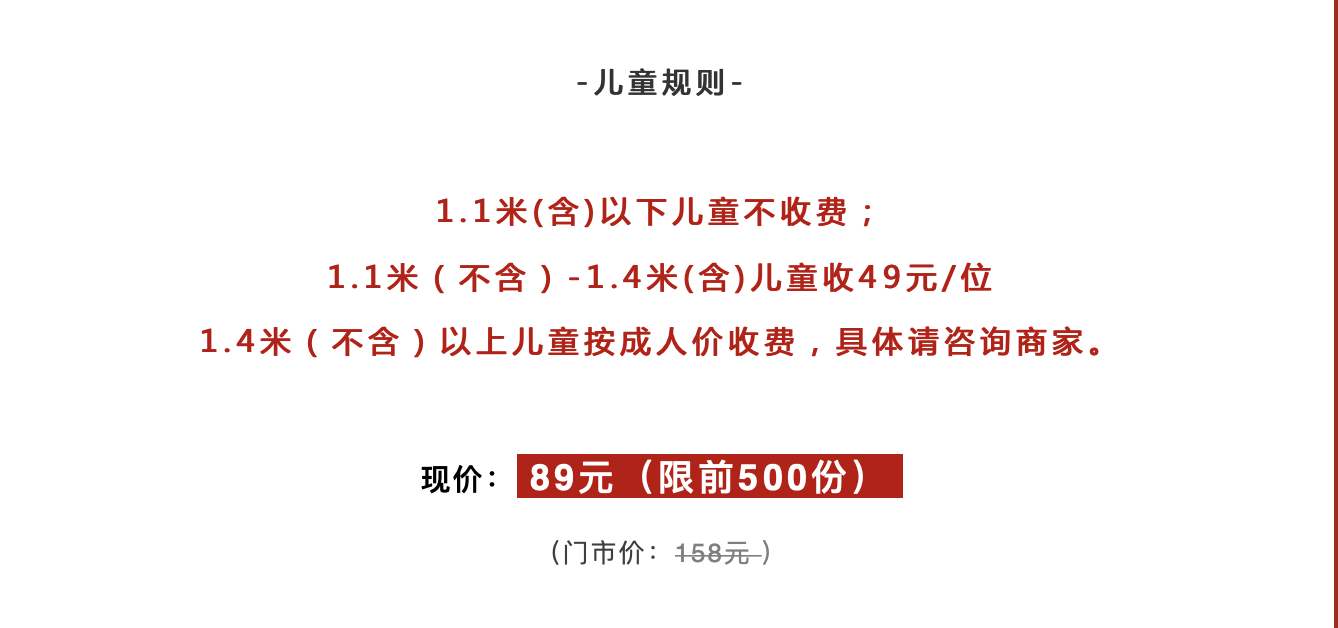 -儿童规则-
1.1米(含)以下儿童不收费；
1.1米（不含）-1.4米(含)儿童收49元/位
1.4米（不含）以上儿童按成人价收费，具体请咨询商家。
现价：89元（限前500份）
(门市价：158元 )